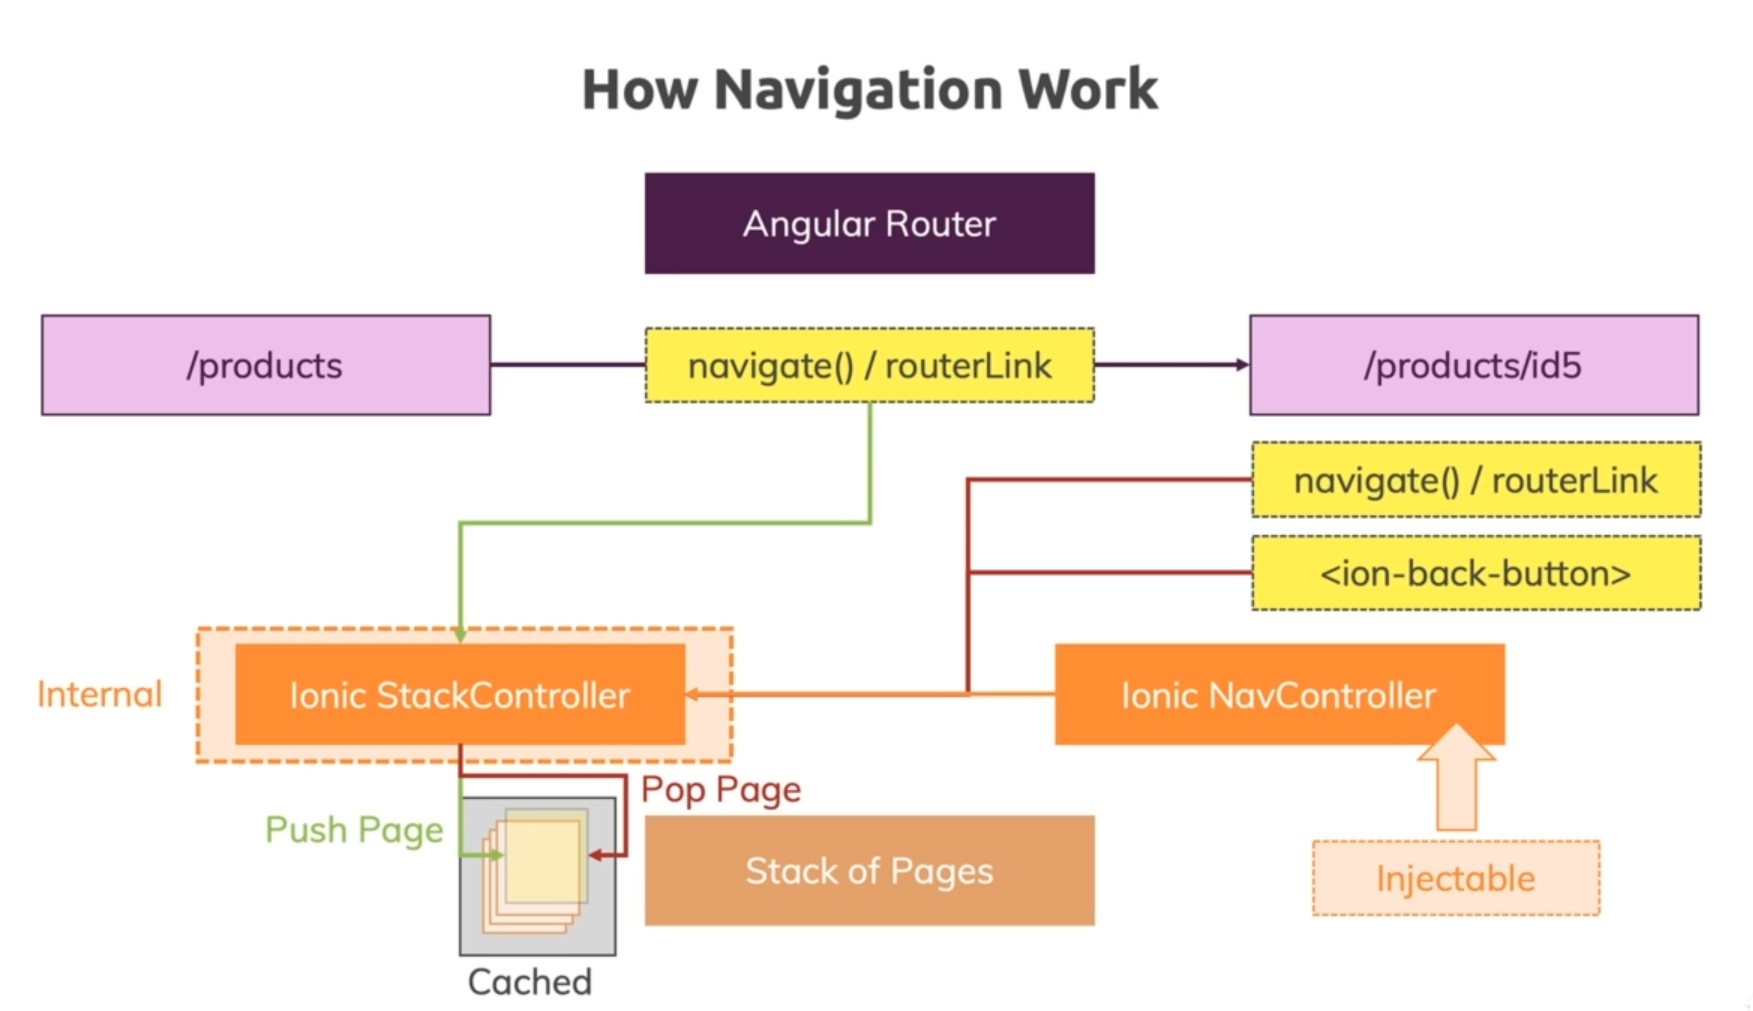 How Navigation Work
Angular Router
/products
navigate() / routerLink
/products/id5
navigate() / routerLink
<ion-back-button>
Internal
Ionic StackController
Ionic NavController
Pop Page
Push Page
Stack of Pages
Injectable
Cached